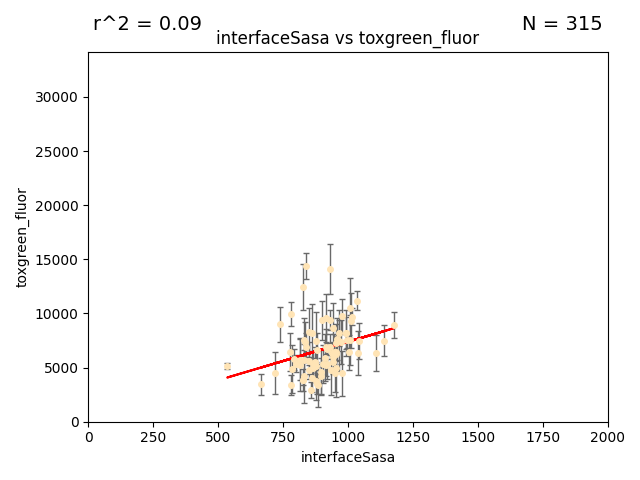 r^2 = 0.09
N = 315
interfaceSasa vs toxgreen_fluor
30000
25000
20000
15000
10000
5000
0
toxgreen_fluor
0 250 500 750 1000 1250 1500 1750 2000
interfaceSasa